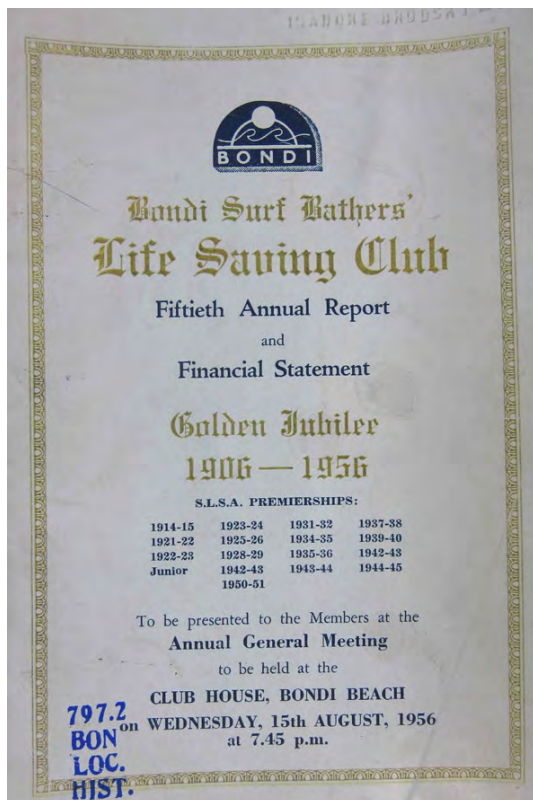 BONDI
Bondi Surf Bathers'
Life Saving Club
Fiftieth Annual Report
and
Financial Statement
Golden Jubilee
1906 — 1956
S.L.S.A. PREMIERSHIPS:
1914-15 1923-24 1931-32 1937-38
1921-22 1925-26 1934-35 1939-40
1922-23 1928-29 1935-36 1942-43
Junior 1942-43 1943-44 1944-45
1950-51
To be presented to the Members at the
Annual General Meeting
to be held at the
CLUB HOUSE, BONDI BEACH
on WEDNESDAY, 15th AUGUST, 1956
at 7.45 p.m.
797.2
BON
LOC.
HIST.